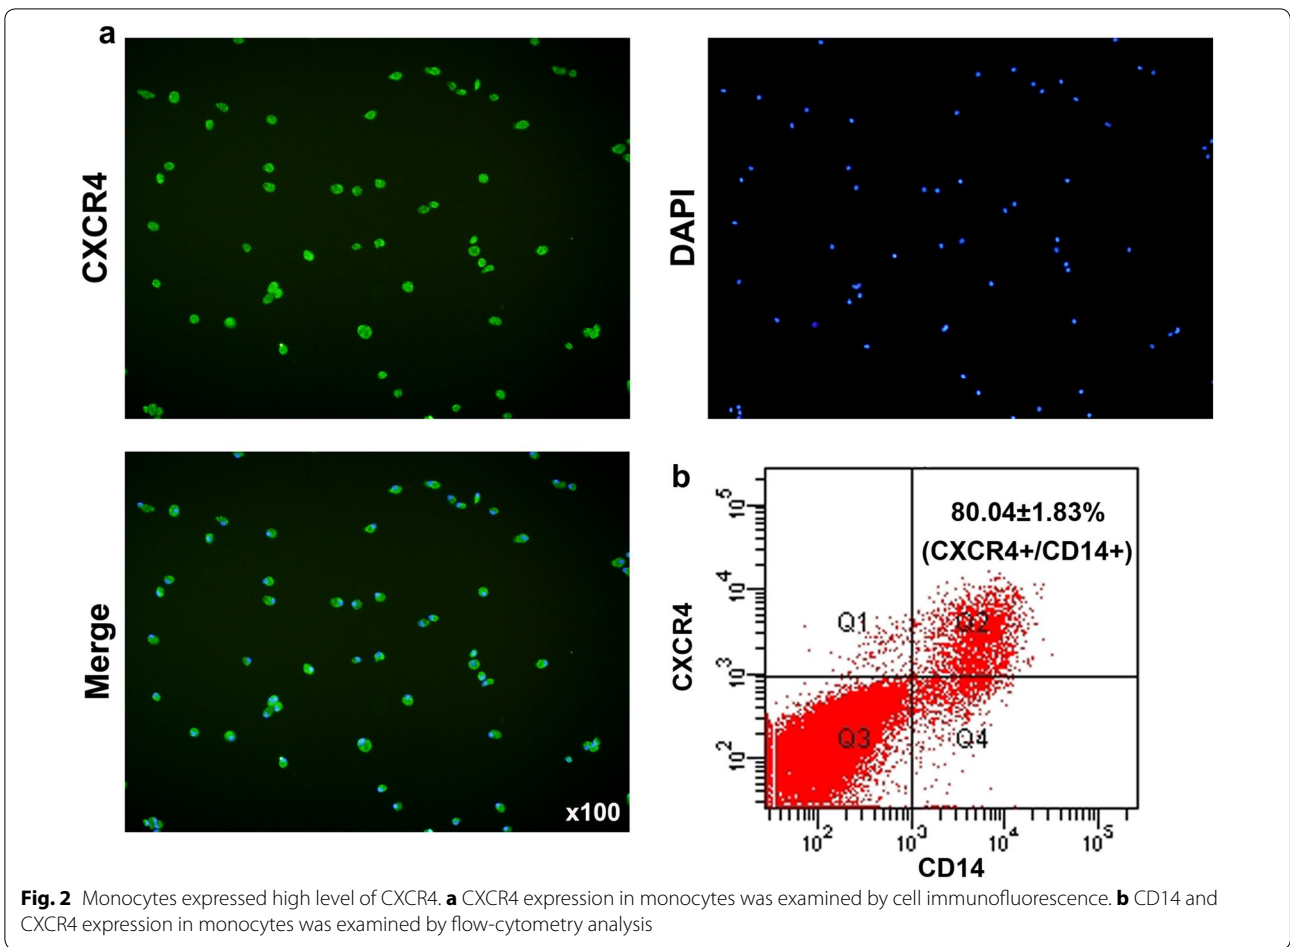 a
CXCR4
DAPI
Merge
x100
b
80.04±1.83%
(CXCR4+/CD14+)
CXCR4
10^5
10^4
10^3
10^2
Q1
Q2
Q3
Q4
10^2
10^3
10^4
10^5
CD14
Fig. 2 Monocytes expressed high level of CXCR4. a CXCR4 expression in monocytes was examined by cell immunofluorescence. b CD14 and
CXCR4 expression in monocytes was examined by flow-cytometry analysis